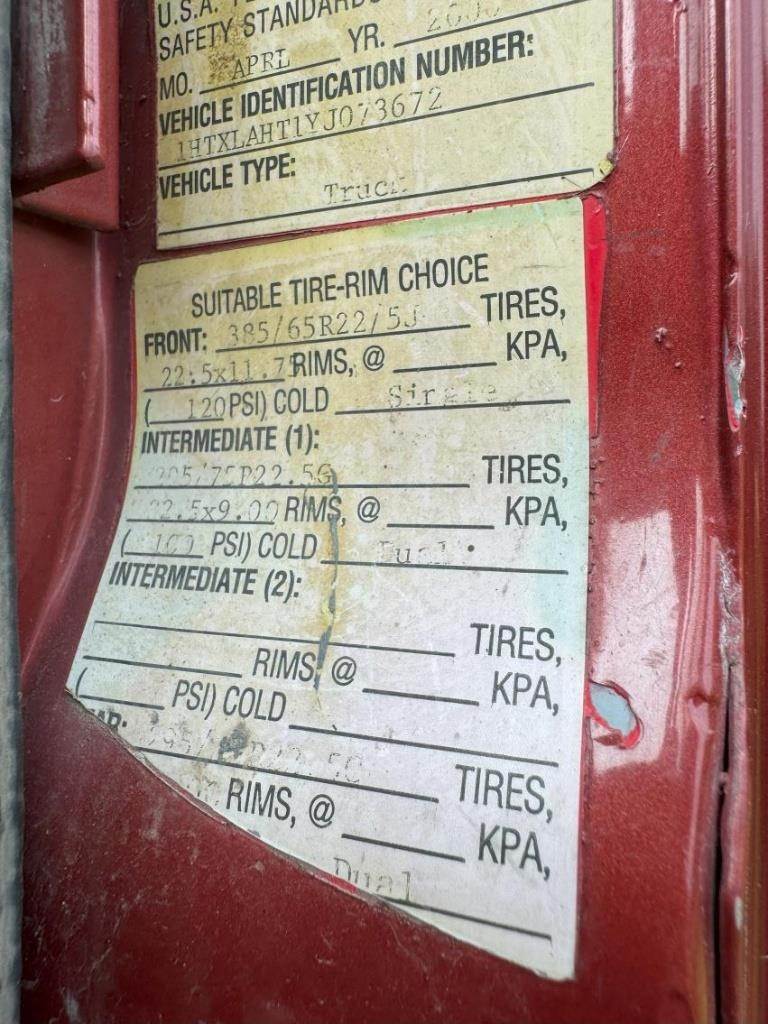 U.S.A.
SAFETY STANDARDS
MO. APRL YR. 2000
VEHICLE IDENTIFICATION NUMBER:
1HTXLAHT1YJ073672
VEHICLE TYPE:
Truck
SUITABLE TIRE-RIM CHOICE
FRONT: 385/65R22/5J TIRES,
22.5x11.75 RIMS, @ KPA,
( 120 PSI) COLD Single
INTERMEDIATE (1):
TIRES,
22.5x9.00 RIMS, @ KPA,
( PSI) COLD Dual
INTERMEDIATE (2):
TIRES,
RIMS, @ KPA,
( PSI) COLD
TIRES,
RIMS, @ KPA,
Dual